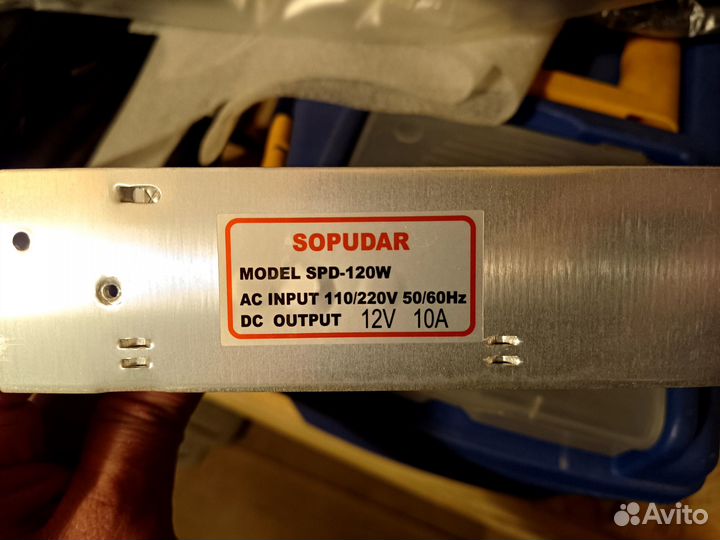 SOPUDAR
MODEL SPD-120W
AC INPUT 110/220V 50/60Hz
DC OUTPUT 12V 10A
Avito